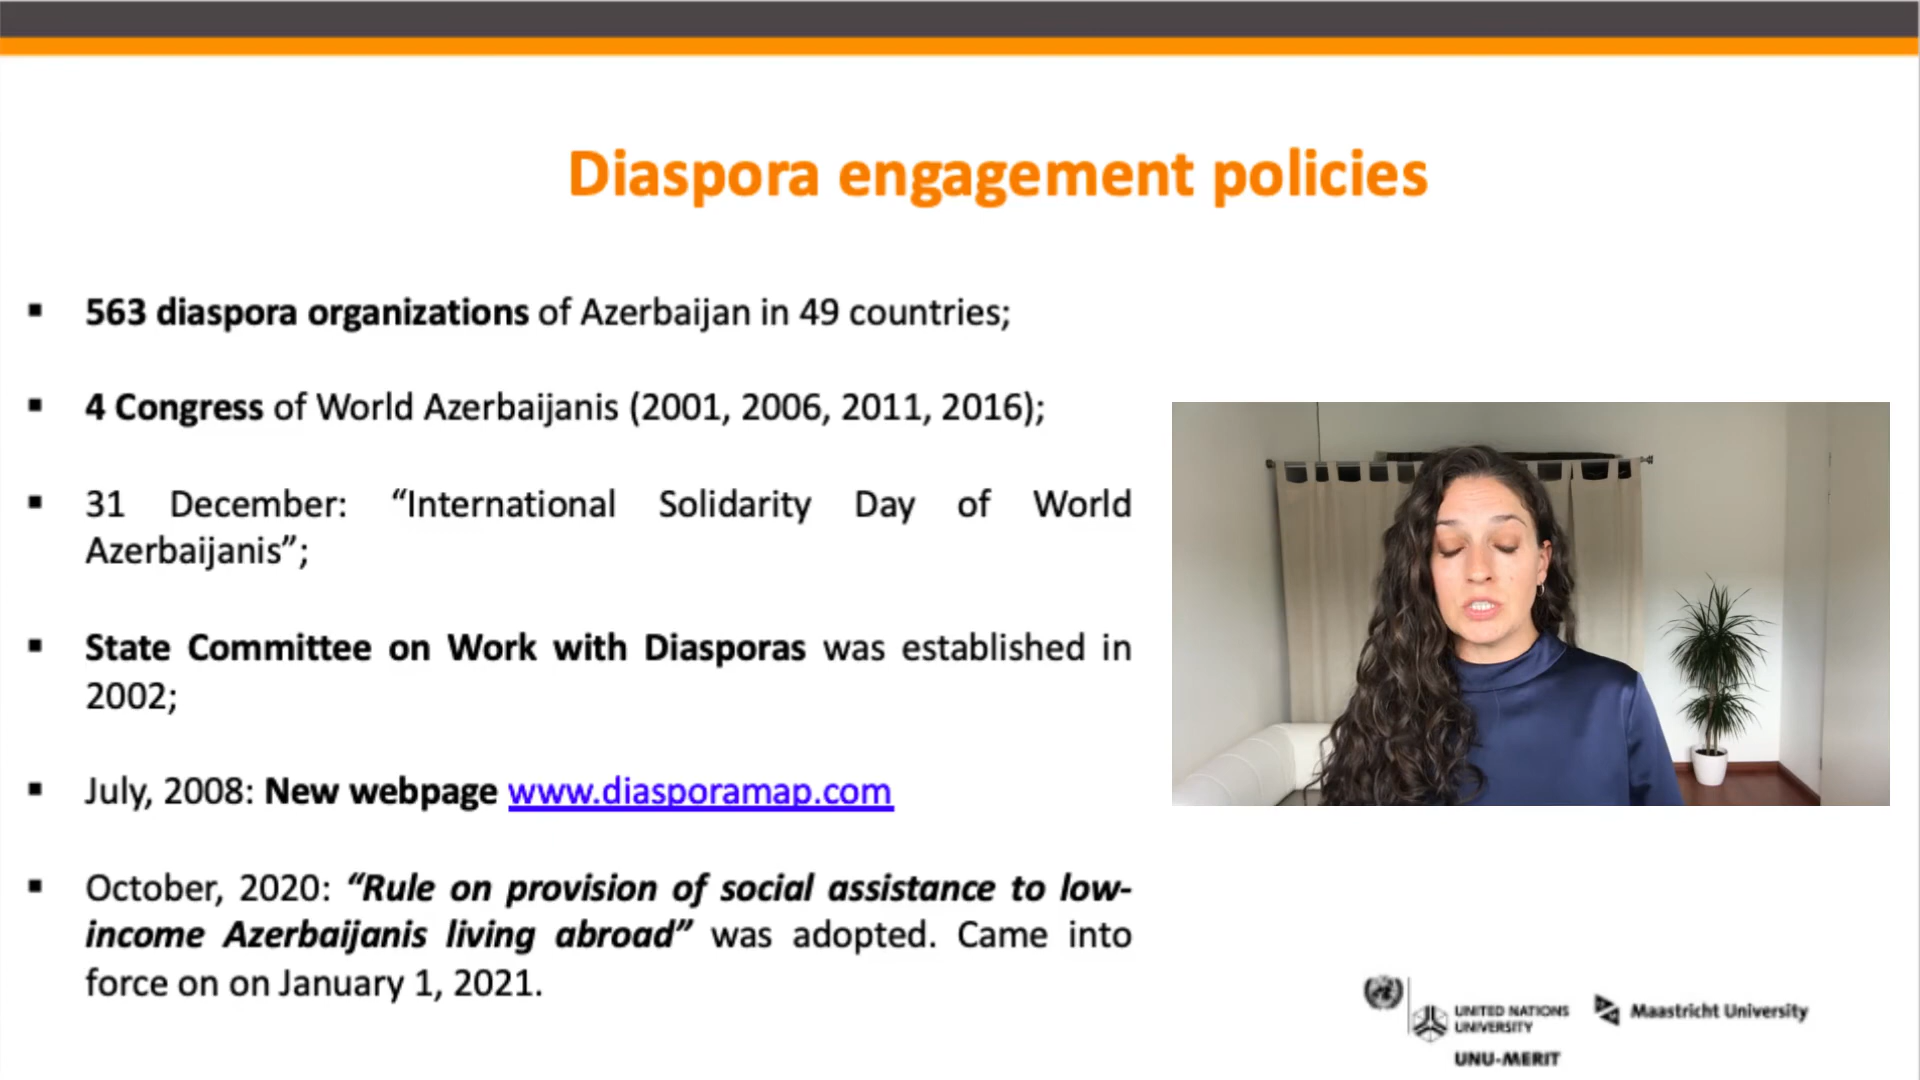 Diaspora engagement policies
▪ 563 diaspora organizations of Azerbaijan in 49 countries;
▪ 4 Congress of World Azerbaijanis (2001, 2006, 2011, 2016);
▪ 31 December: “International Solidarity Day of World
Azerbaijanis”;
▪ State Committee on Work with Diasporas was established in
2002;
▪ July, 2008: New webpage www.diasporamap.com
▪ October, 2020: “Rule on provision of social assistance to low-
income Azerbaijanis living abroad” was adopted. Came into
force on on January 1, 2021.
UNITED NATIONS
UNIVERSITY
UNU-MERIT
Maastricht University